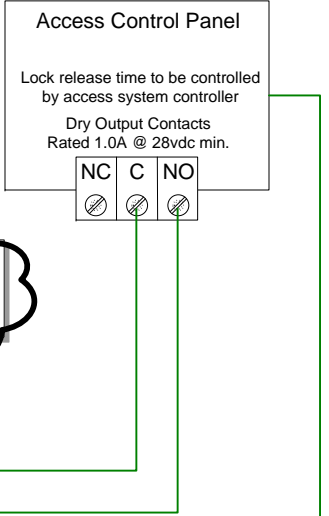 Access Control Panel
Lock release time to be controlled
by access system controller
Dry Output Contacts
Rated 1.0A @ 28vdc min.
NC C NO